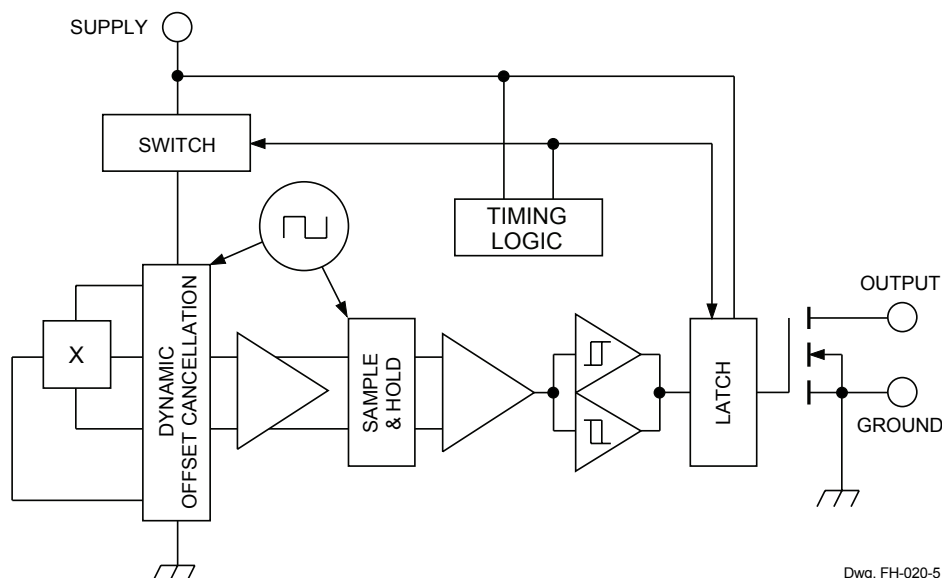 SUPPLY
SWITCH
TIMING
LOGIC
X
DYNAMIC
OFFSET CANCELLATION
SAMPLE
& HOLD
LATCH
OUTPUT
GROUND
Dwg. FH-020-5